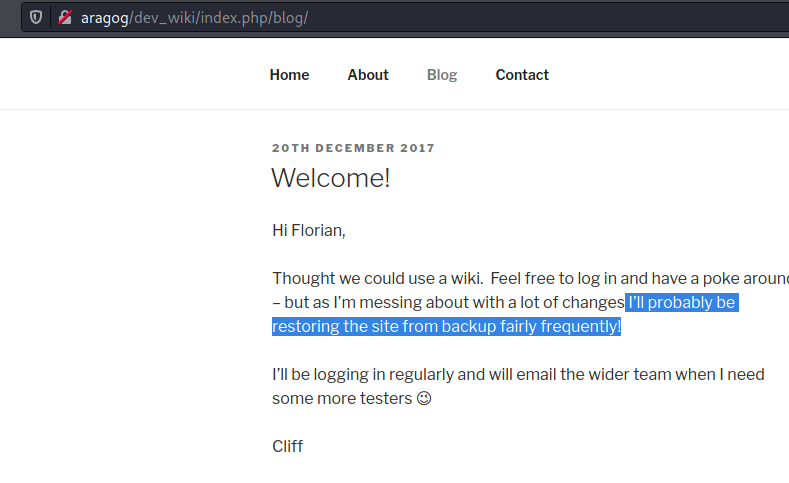 aragog/dev_wiki/index.php/blog/
Home About Blog Contact
20TH DECEMBER 2017
Welcome!
Hi Florian,
Thought we could use a wiki. Feel free to log in and have a poke
– but as I’m messing about with a lot of changes I’ll probably be
restoring the site from backup fairly frequently!
I’ll be logging in regularly and will email the wider team when I need
some more testers 😉
Cliff